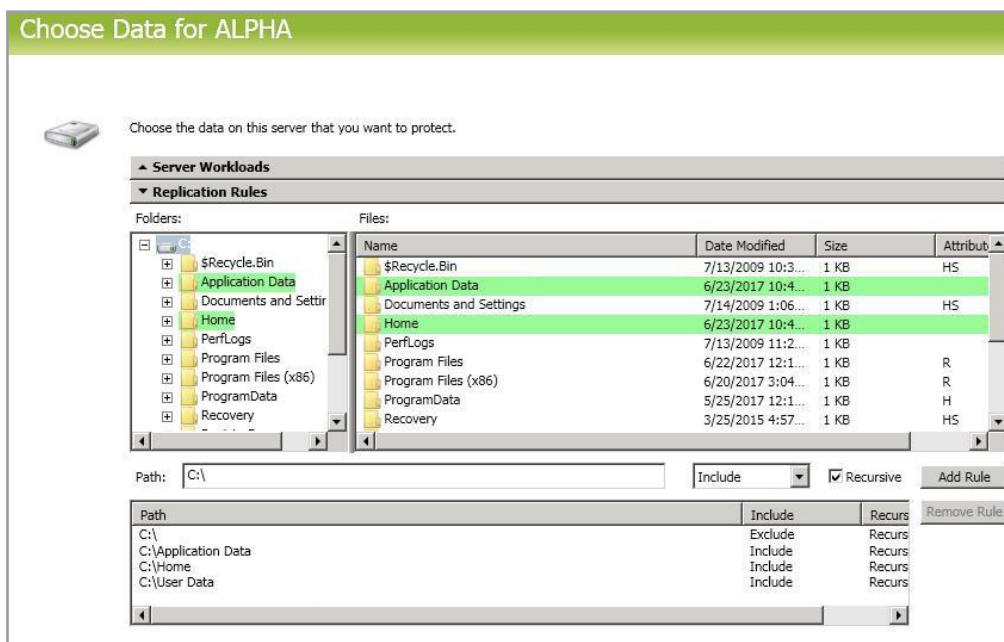 Choose Data for ALPHA
Choose the data on this server that you want to protect.
Server Workloads
Replication Rules
Folders: Files:
C: Name Date Modified Size Attribut
$Recycle.Bin $Recycle.Bin 7/13/2009 10:3... 1 KB HS
Application Data Application Data 6/23/2017 10:4... 1 KB
Documents and Settir Documents and Settings 7/14/2009 1:06... 1 KB HS
Home Home 6/23/2017 10:4... 1 KB
PerfLogs PerfLogs 7/13/2009 11:2... 1 KB
Program Files Program Files 6/22/2017 12:1... 1 KB R
Program Files (x86) Program Files (x86) 6/20/2017 3:04... 1 KB R
ProgramData ProgramData 5/25/2017 12:1... 1 KB H
Recovery Recovery 3/25/2015 4:57... 1 KB HS
Path: C:\ Include Recursive Add Rule
Path Include Recurs Remove Rule
C:\ Exclude Recurs
C:\Application Data Include Recurs
C:\Home Include Recurs
C:\User Data Include Recurs